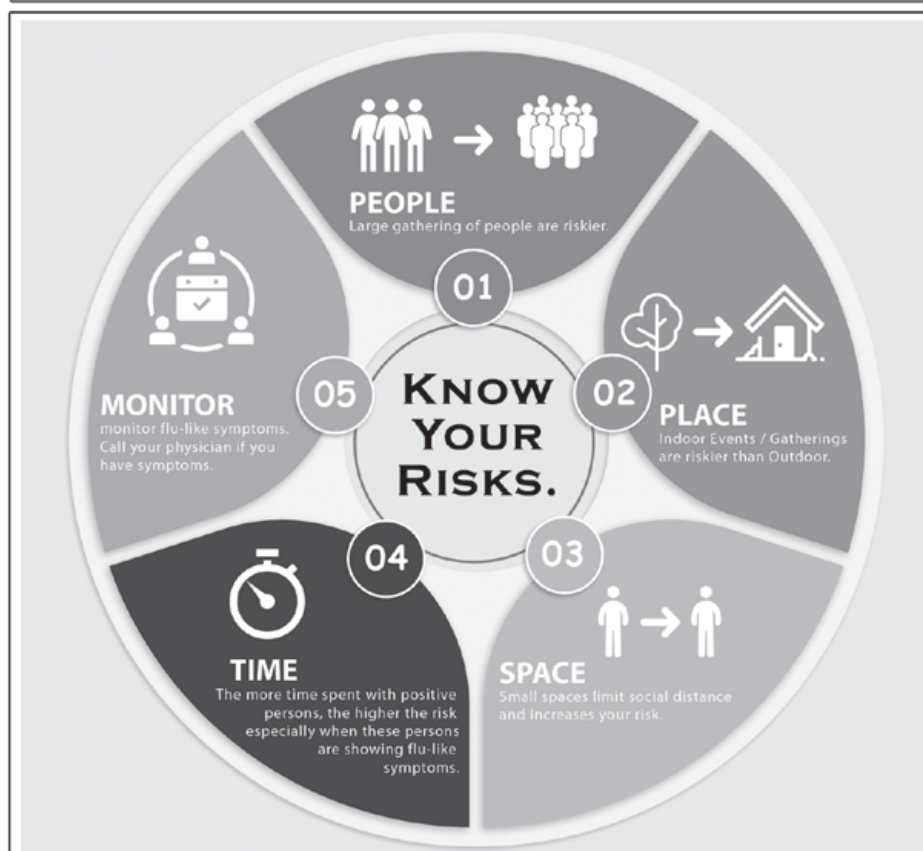 PEOPLE
Large gathering of people are riskier.
01
02
PLACE
Indoor Events / Gatherings
are riskier than Outdoor.
03
SPACE
Small spaces limit social distance
and increases your risk.
04
TIME
The more time spent with positive
persons, the higher the risk
especially when these persons
are showing flu-like
symptoms.
05
MONITOR
monitor flu-like symptoms.
Call your physician if you
have symptoms.
KNOW
YOUR
RISKS.